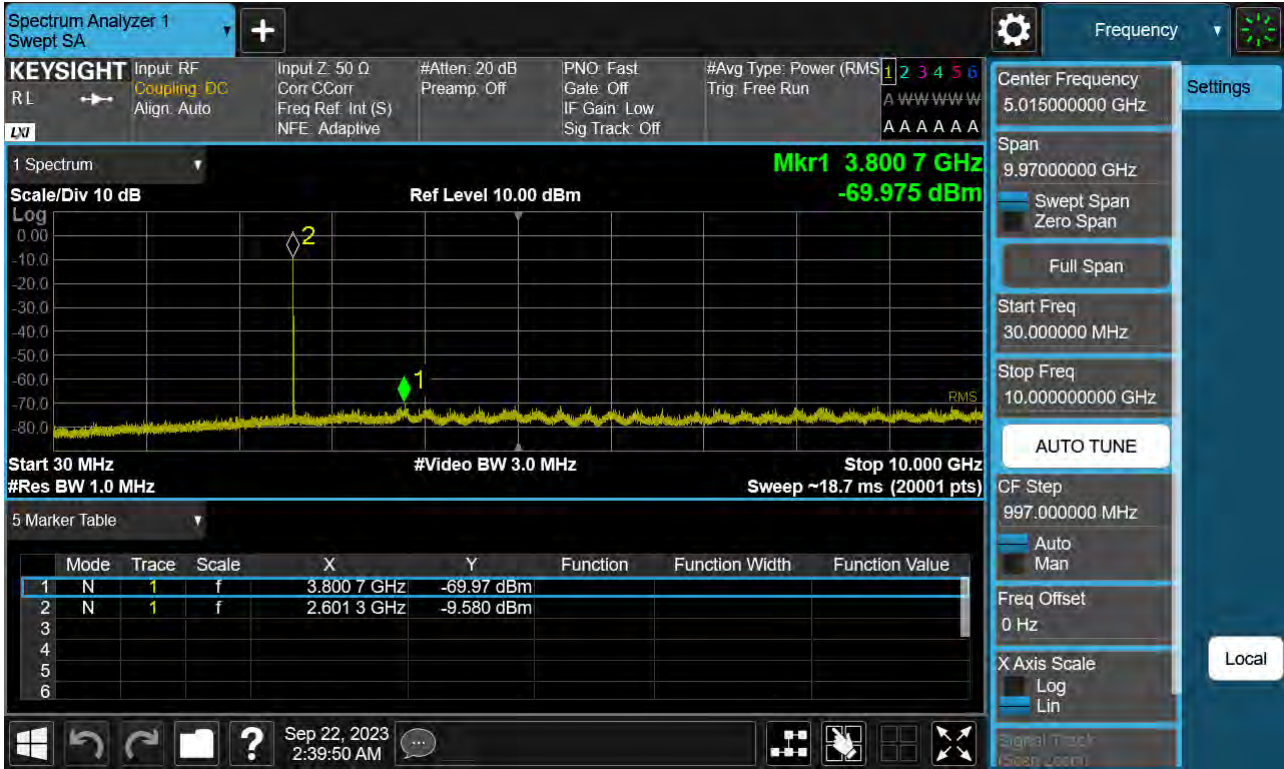 Spectrum Analyzer 1
Swept SA
+
Frequency
KEYSIGHT
Input: RF
Input Z: 50 Ω
#Atten: 20 dB
PNO: Fast
#Avg Type: Power (RMS
1 2 3 4 5 6
R L
Coupling: DC
Corr CCorr
Preamp: Off
Gate: Off
Trig: Free Run
A W W W W W
Align: Auto
Freq Ref: Int (S)
IF Gain: Low
LXI
NFE: Adaptive
Sig Track: Off
A A A A A A
1 Spectrum
Mkr1 3.800 7 GHz
Scale/Div 10 dB
Ref Level 10.00 dBm
-69.975 dBm
Log
0.00
2
-10.0
-20.0
-30.0
-40.0
-50.0
-60.0
1
-70.0
RMS
-80.0
Start 30 MHz
#Video BW 3.0 MHz
Stop 10.000 GHz
#Res BW 1.0 MHz
Sweep ~18.7 ms (20001 pts)
5 Marker Table
Mode Trace Scale X Y Function Function Width Function Value
1 N 1 f 3.800 7 GHz -69.97 dBm
2 N 1 f 2.601 3 GHz -9.580 dBm
3
4
5
6
Sep 22, 2023
2:39:50 AM
?
Center Frequency
5.015000000 GHz
Settings
Span
9.97000000 GHz
Swept Span
Zero Span
Full Span
Start Freq
30.000000 MHz
Stop Freq
10.000000000 GHz
AUTO TUNE
CF Step
997.000000 MHz
Auto
Man
Freq Offset
0 Hz
X Axis Scale
Log
Lin
Local
Signal Track
(Span Zoom)